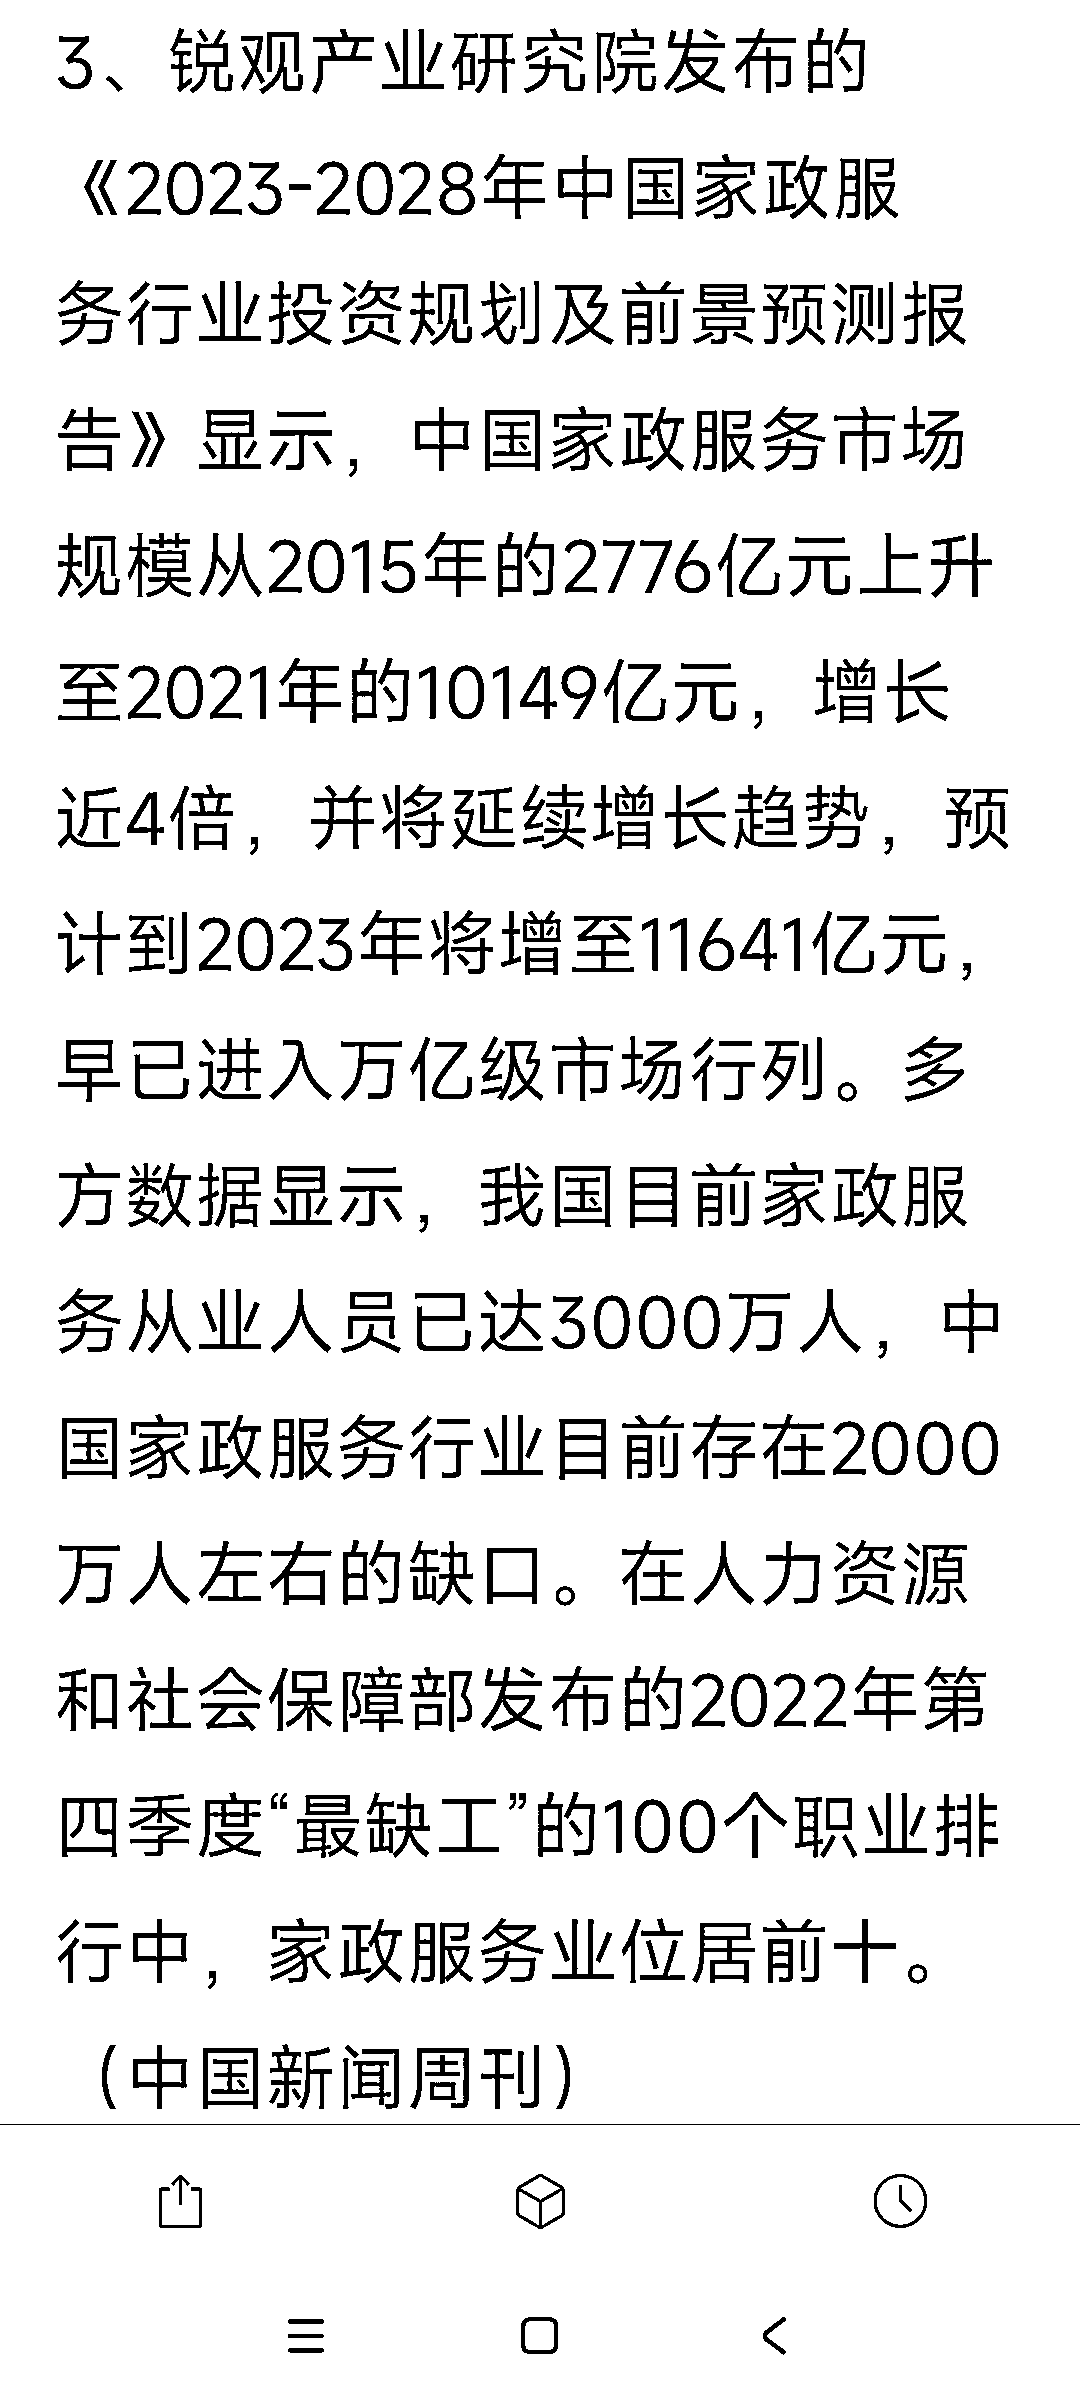 3、锐观产业研究院发布的
《2023-2028年中国家政服
务行业投资规划及前景预测报
告》显示，中国家政服务市场
规模从2015年的2776亿元上升
至2021年的10149亿元，增长
近4倍，并将延续增长趋势，预
计到2023年将增至11641亿元，
早已进入万亿级市场行列。多
方数据显示，我国目前家政服
务从业人员已达3000万人，中
国家政服务行业目前存在2000
万人左右的缺口。在人力资源
和社会保障部发布的2022年第
四季度“最缺工”的100个职业排
行中，家政服务业位居前十。
（中国新闻周刊）